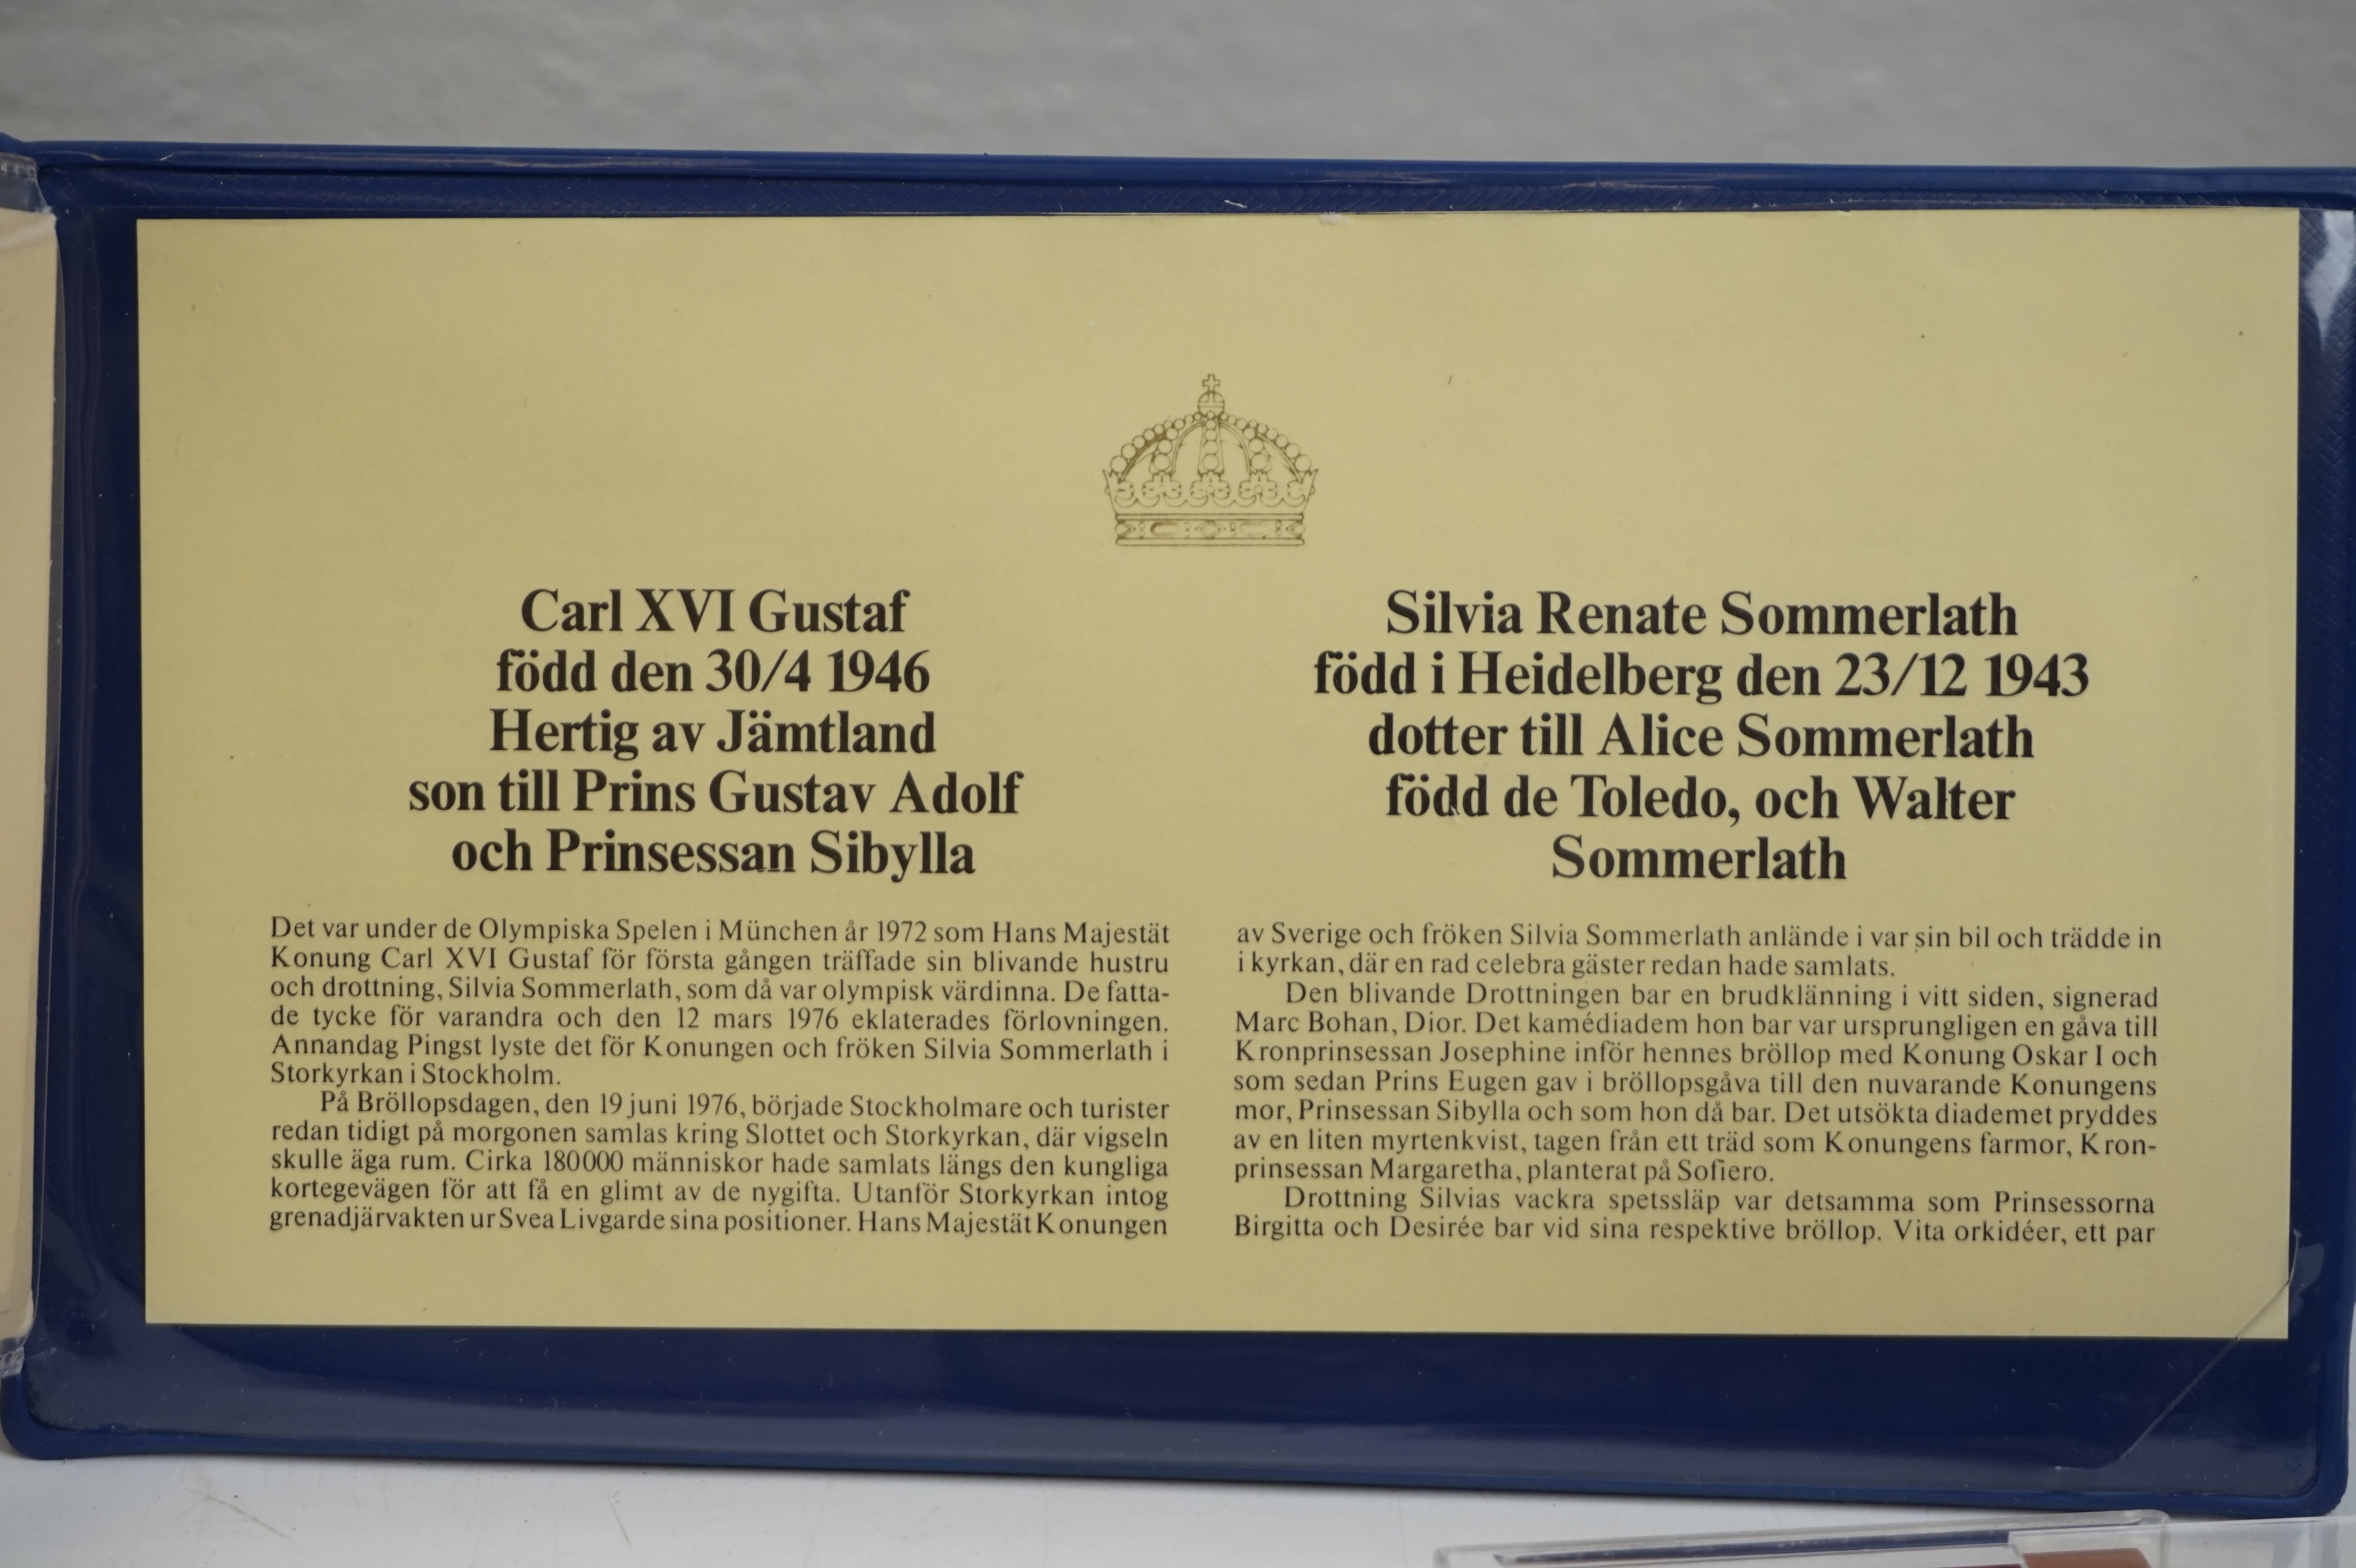 Carl XVI Gustaf
född den 30/4 1946
Hertig av Jämtland
son till Prins Gustav Adolf
och Prinsessan Sibylla
Det var under de Olympiska Spelen i München år 1972 som Hans Majestät
Konung Carl XVI Gustaf för första gången träffade sin blivande hustru
och drottning, Silvia Sommerlath, som då var olympisk värdinna. De fatta-
de tycke för varandra och den 12 mars 1976 eklaterades förlovningen.
Annandag Pingst lyste det för Konungen och fröken Silvia Sommerlath i
Storkyrkan i Stockholm.
På Bröllopsdagen, den 19 juni 1976, började Stockholmare och turister
redan tidigt på morgonen samlas kring Slottet och Storkyrkan, där vigseln
skulle äga rum. Cirka 180000 människor hade samlats längs den kungliga
kortegevägen för att få en glimt av de nygifta. Utanför Storkyrkan intog
grenadjärvakten ur Svea Livgarde sina positioner. Hans Majestät Konungen
Silvia Renate Sommerlath
född i Heidelberg den 23/12 1943
dotter till Alice Sommerlath
född de Toledo, och Walter
Sommerlath
av Sverige och fröken Silvia Sommerlath anlände i var sin bil och trädde in
i kyrkan, där en rad celebra gäster redan hade samlats.
Den blivande Drottningen bar en brudklänning i vitt siden, signerad
Marc Bohan, Dior. Det kamédiadem hon bar var ursprungligen en gåva till
Kronprinsessan Josephine inför hennes bröllop med Konung Oskar I och
som sedan Prins Eugen gav i bröllopsgåva till den nuvarande Konungens
mor, Prinsessan Sibylla och som hon då bar. Det utsökta diademet pryddes
av en liten myrtenkvist, tagen från ett träd som Konungens farmor, Kron-
prinsessan Margaretha, planterat på Sofiero.
Drottning Silvias vackra spetssläp var detsamma som Prinsessorna
Birgitta och Desirée bar vid sina respektive bröllop. Vita orkidéer, ett par